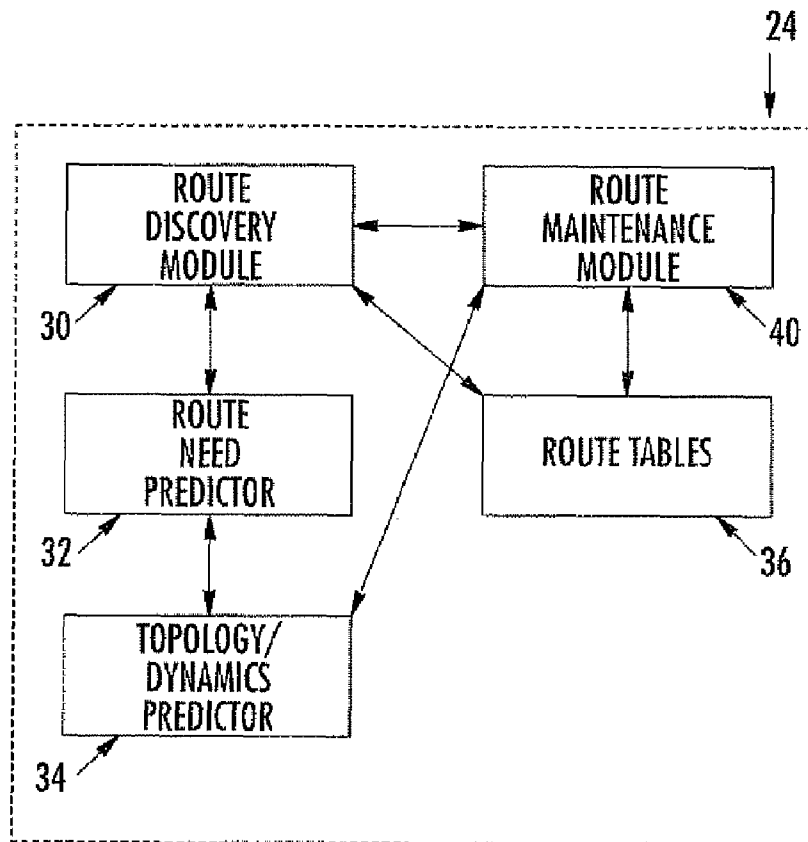 24
ROUTE
DISCOVERY
MODULE
ROUTE
MAINTENANCE
MODULE
30
40
ROUTE
NEED
PREDICTOR
ROUTE TABLES
32
36
TOPOLOGY/
DYNAMICS
PREDICTOR
34